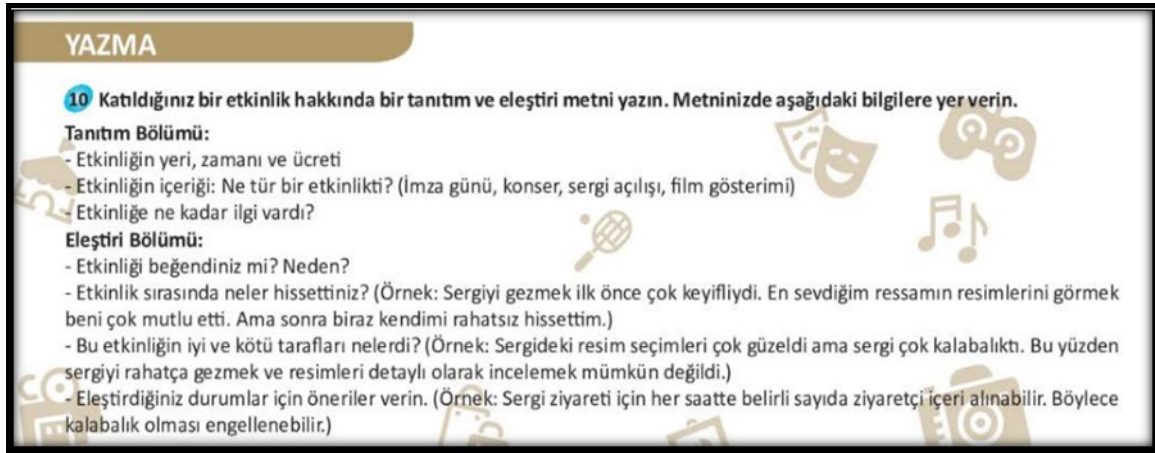 YAZMA
10 Katıldığınız bir etkinlik hakkında bir tanıtım ve eleştiri metni yazın. Metninizde aşağıdaki bilgilere yer verin.
Tanıtım Bölümü:
- Etkinliğin yeri, zamanı ve ücreti
- Etkinliğin içeriği: Ne tür bir etkinlikti? (İmza günü, konser, sergi açılışı, film gösterimi)
- Etkinliğe ne kadar ilgi vardı?
Eleştiri Bölümü:
- Etkinliği beğendiniz mi? Neden?
- Etkinlik sırasında neler hissettiniz? (Örnek: Sergiyi gezmek ilk önce çok keyifliydi. En sevdiğim ressamın resimlerini görmek
beni çok mutlu etti. Ama sonra biraz kendimi rahatsız hissettim.)
- Bu etkinliğin iyi ve kötü tarafları nelerdi? (Örnek: Sergideki resim seçimleri çok güzeldi ama sergi çok kalabalıktı. Bu yüzden
sergiyi rahatça gezmek ve resimleri detaylı olarak incelemek mümkün değildi.)
- Eleştirdiğiniz durumlar için öneriler verin. (Örnek: Sergi ziyareti için her saatte belirli sayıda ziyaretçi içeri alınabilir. Böylece
kalabalık olması engellenebilir.)